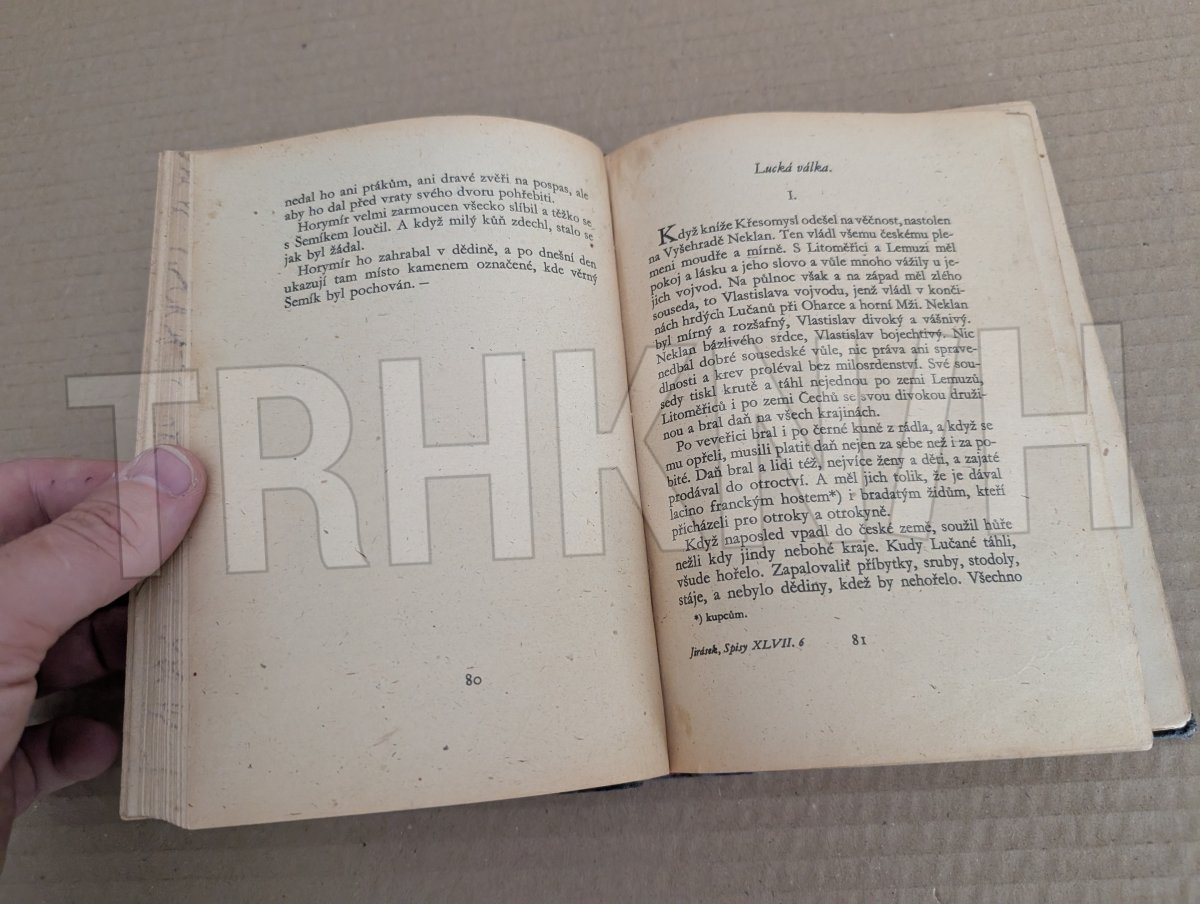 nedal ho ani ptákům, ani dravé zvěři na pospas, ale
aby ho dal před vraty svého dvoru pohřebiti.
Horymír velmi zarmoucen všecko slíbil a těžko se
s Šemíkem loučil. A když milý kůň zdechl, stalo se
jak byl žádal.
Horymír ho zahrabal v dědině, a po dnešní den
ukazují tam místo kamenem označené, kde věrný
Šemík byl pochován. —
80
Lucká válka.
I.
Když kníže Křesomysl odešel na věčnost, nastolen
na Vyšehradě Neklan. Ten vládl všemu českému ple-
meni moudře a mírně. S Litoměřici a Lemuzi měl
pokoj a lásku a jeho slovo a vůle mnoho vážily u je-
jich vojvod. Na půlnoc však a na západ měl zlého
souseda, to Vlastislava vojvodu, jenž vládl v konči-
nách hrdých Lučanů při Oharce a horní Mži. Neklan
byl mírný a rozšafný, Vlastislav divoký a vášnivý.
Neklan bázlivého srdce, Vlastislav bojechtivý. Nic
nedbal dobré sousedské vůle, nic práva ani sprave-
dlnosti a krev proléval bez milosrdenství. Své sou-
sedy tiskl krutě a táhl nejednou po zemi Lemuzů,
Litoměřiců i po zemi Čechů se svou divokou druži-
nou a bral daň na všech krajinách.
Po veveřici bral i po černé kuně z rádla, a když se
mu opřeli, musili platit daň nejen za sebe než i za po-
bité. Daň bral a lidi též, nejvíce ženy a děti, a zajaté
prodával do otroctví. A měl jich tolik, že je dával
lacino franckým hostem*) i bradatým židům, kteří
přicházeli pro otroky a otrokyně.
Když naposled vpadl do české země, soužil hůře
nežli kdy jindy nebohé kraje. Kudy Lučané táhli,
všude hořelo. Zapalovaliť příbytky, sruby, stodoly,
stáje, a nebylo dědiny, kdež by nehořelo. Všechno
*) kupcům.
Jirásek, Spisy XLVII. 6
81
TRHKNIH